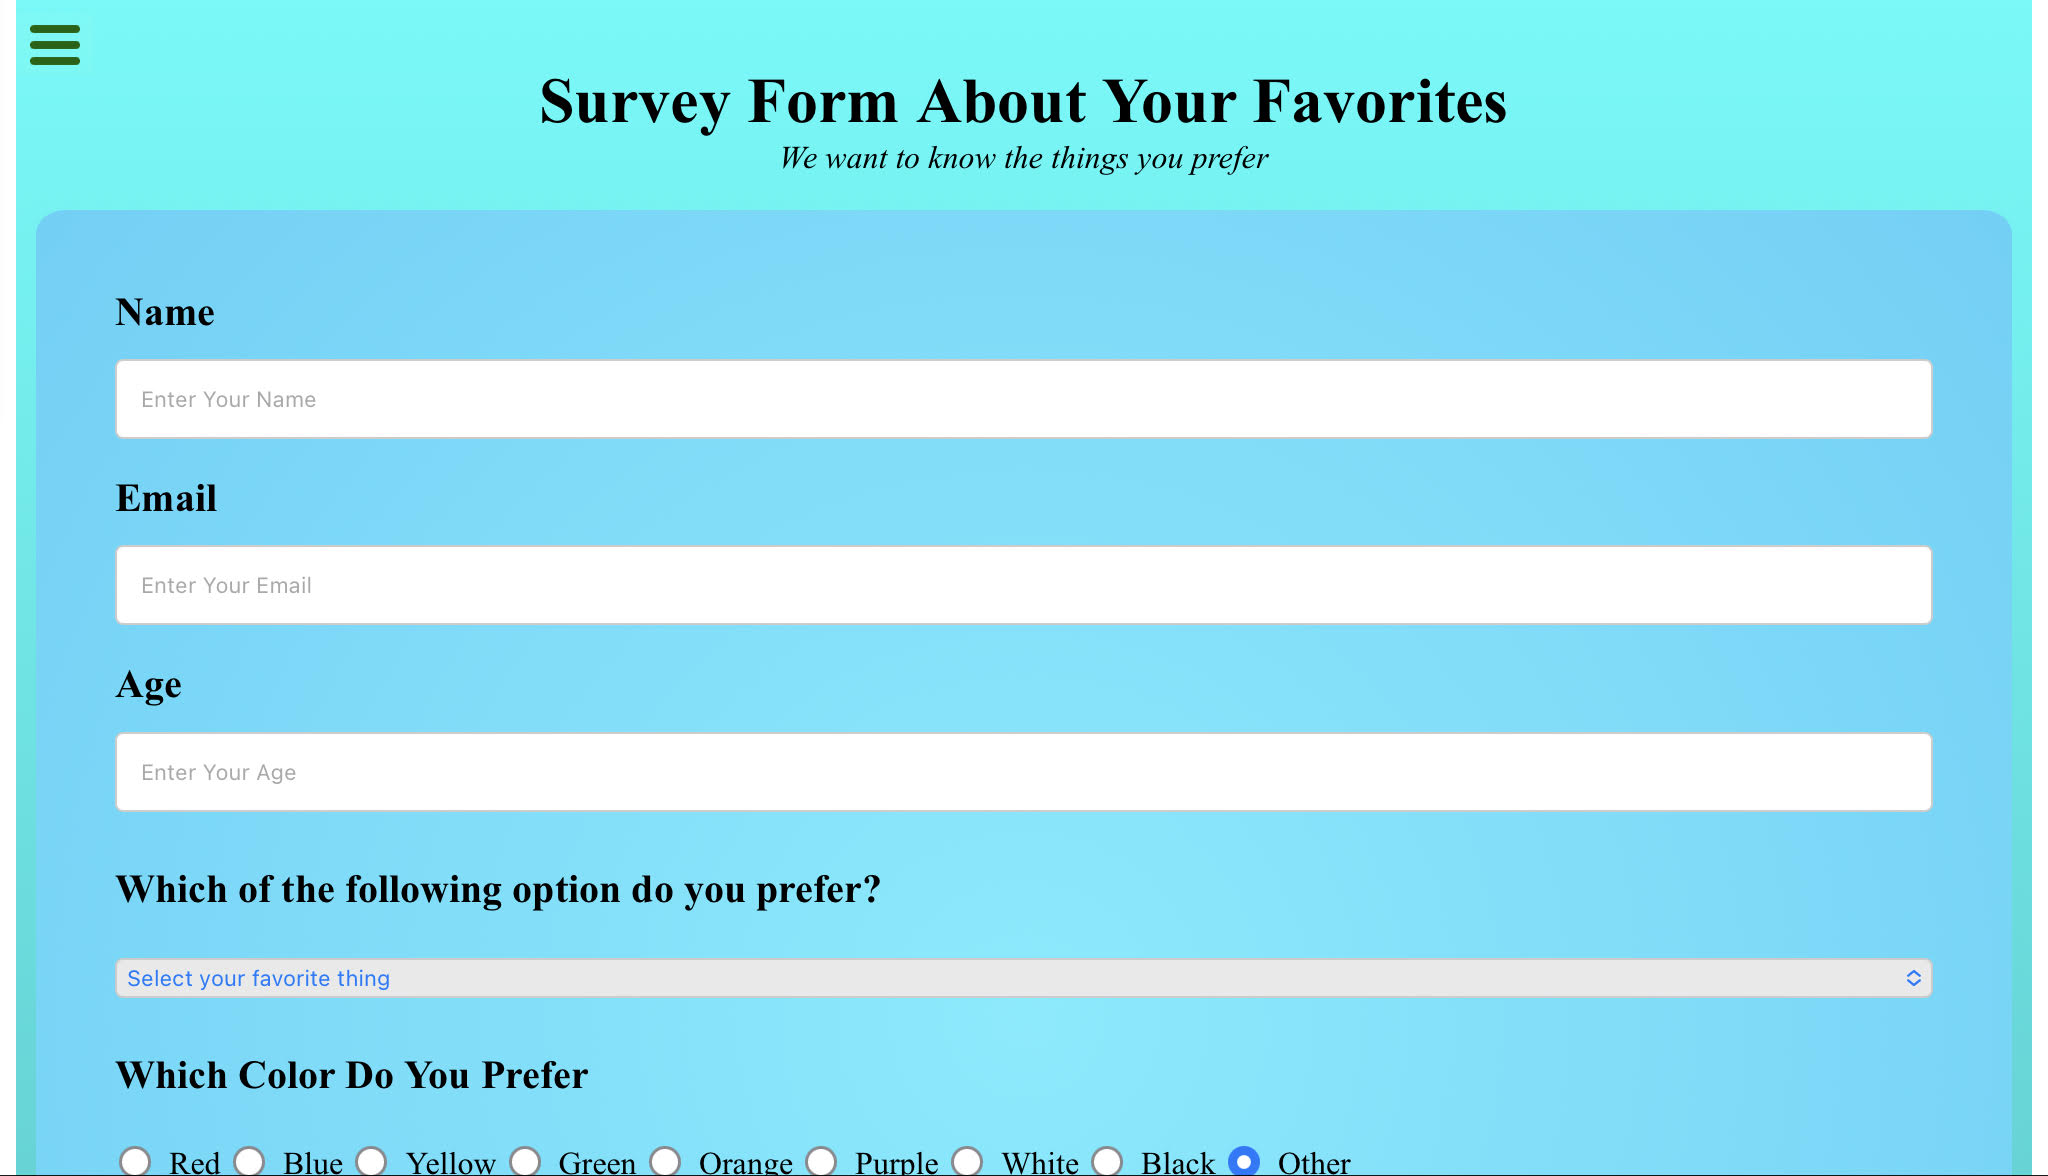 Survey Form About Your Favorites
We want to know the things you prefer
Name
Enter Your Name
Email
Enter Your Email
Age
Enter Your Age
Which of the following option do you prefer?
Select your favorite thing
Which Color Do You Prefer
Red Blue Yellow Green Orange Purple White Black Other